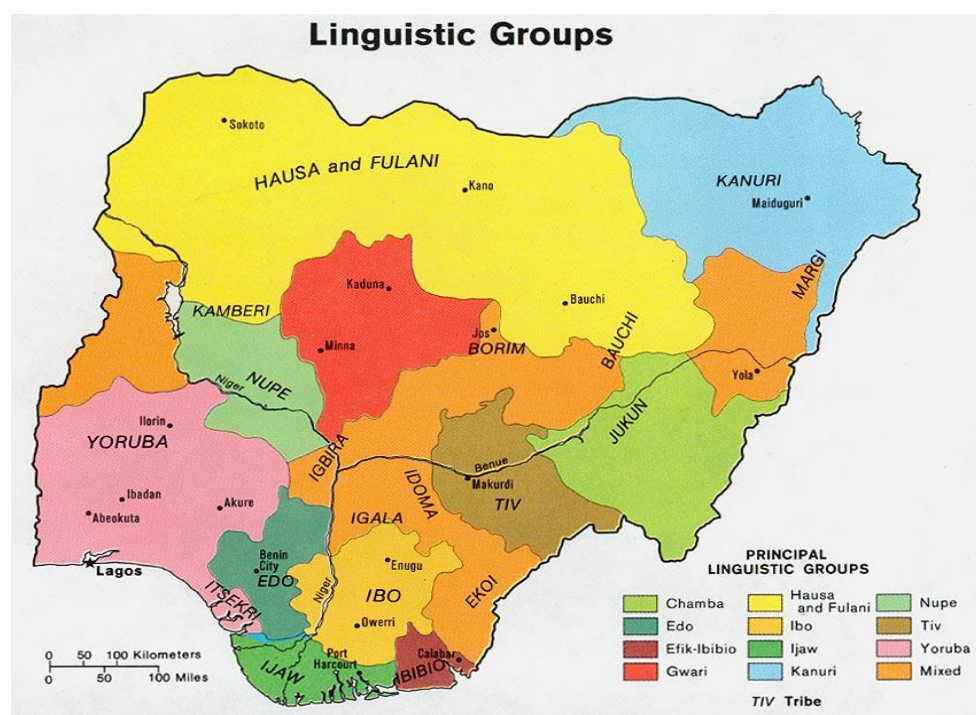 Linguistic Groups
Sokoto
HAUSA and FULANI
Kano
KANURI
Maiduguri
MARGI
Kaduna
Bauchi
KAMBERI
Jos
BORIM
BAUCHI
Minna
Yola
NUPE
Niger
Ilorin
YORUBA
JUKUN
IGBIRA
Benue
Makurdi
IDOMA
TIV
Ibadan
Abeokuta
Akure
IGALA
Lagos
Benin
City
EDO
Enugu
Niger
IBO
EKOI
ITSEKRI
Owerri
Port
Harcourt
Calabar
IJAW
IBIBIO
0 50 100 Kilometers
0 50 100 Miles
PRINCIPAL
LINGUISTIC GROUPS
Chamba
Edo
Efik-Ibibio
Gwari
Hausa
and Fulani
Ibo
Ijaw
Kanuri
Nupe
Tiv
Yoruba
Mixed
TIV Tribe